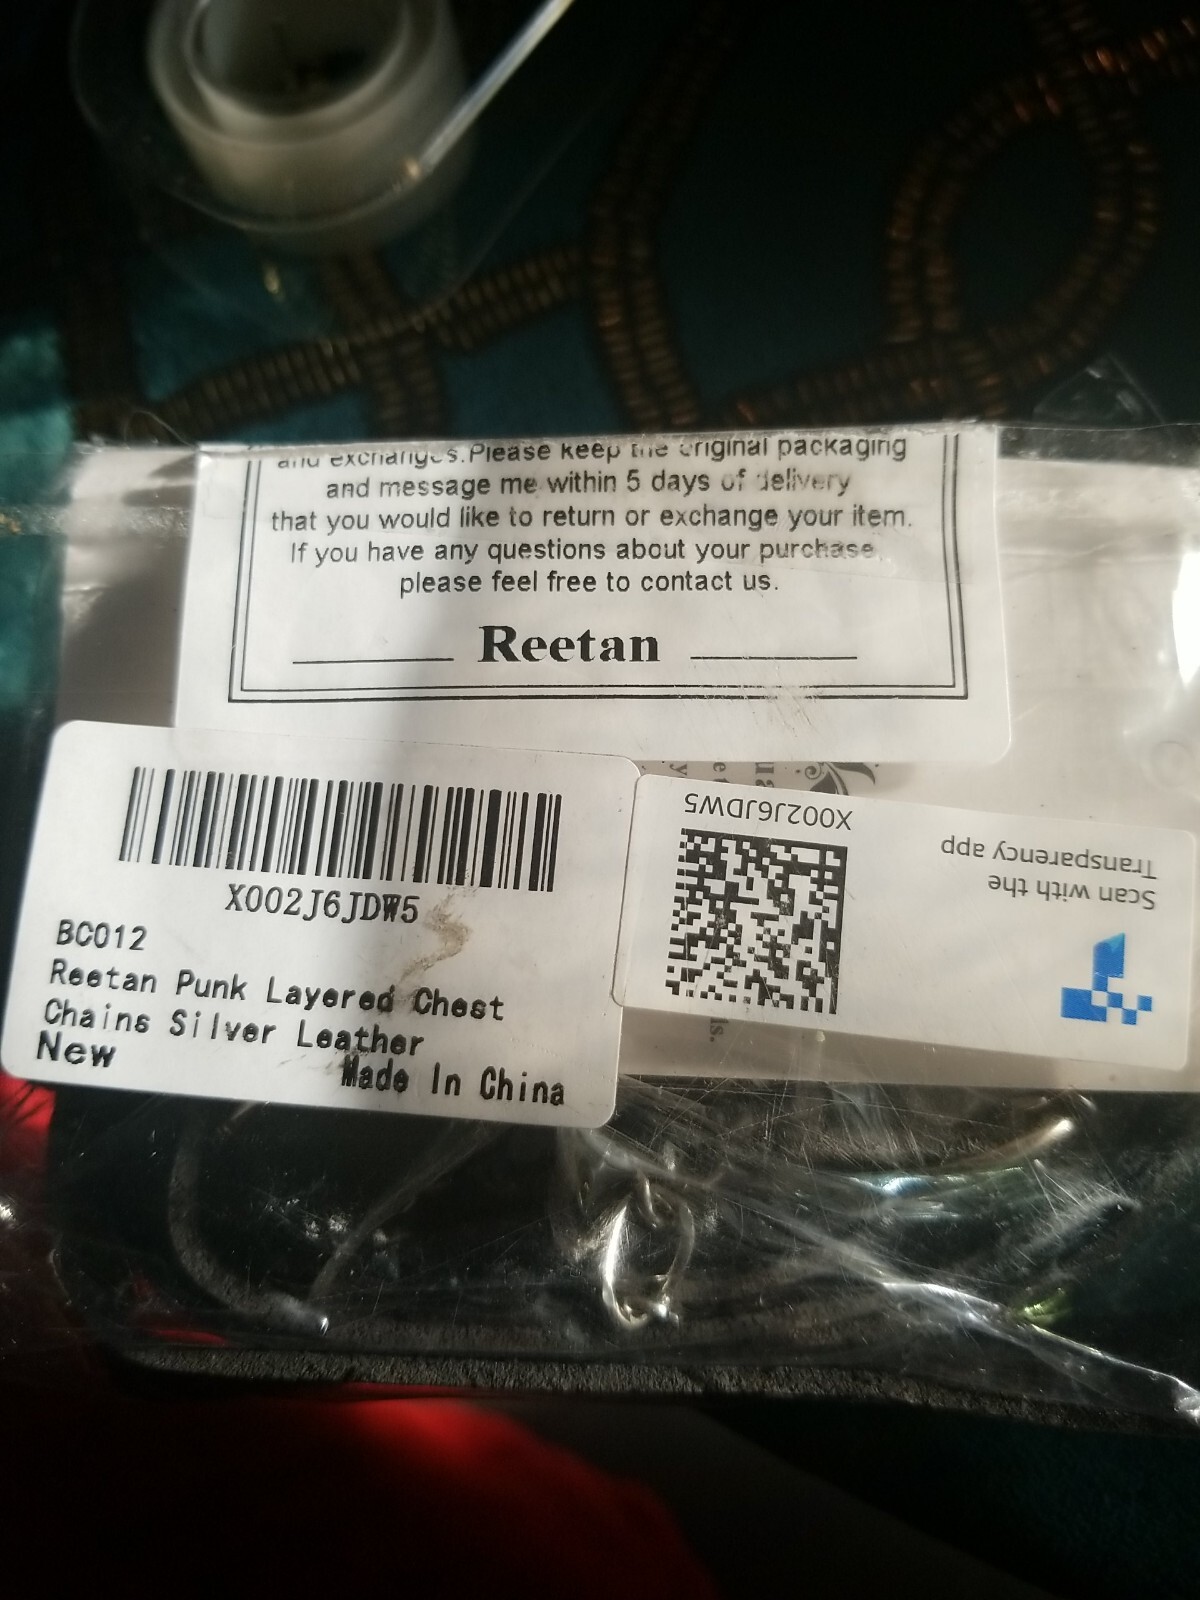 and exchanges.Please keep the original packaging
and message me within 5 days of delivery
that you would like to return or exchange your item.
If you have any questions about your purchase,
please feel free to contact us.
Reetan
X002J6JDW5
BC012
Reetan Punk Layered Chest
Chains Silver Leather
New
Made In China
Scan with the
Transparency app
X002J6JDW5